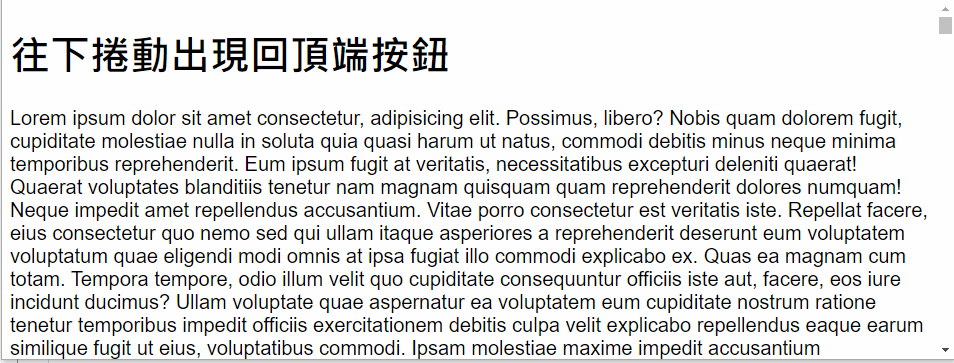 往下捲動出現回頂端按鈕
Lorem ipsum dolor sit amet consectetur, adipisicing elit. Possimus, libero? Nobis quam dolorem fugit,
cupiditate molestiae nulla in soluta quia quasi harum ut natus, commodi debitis minus neque minima
temporibus reprehenderit. Eum ipsum fugit at veritatis, necessitatibus excepturi deleniti quaerat!
Quaerat voluptates blanditiis tenetur nam magnam quisquam quam reprehenderit dolores numquam!
Neque impedit amet repellendus accusantium. Vitae porro consectetur est veritatis iste. Repellat facere,
eius consectetur quo nemo sed qui ullam itaque asperiores a reprehenderit deserunt eum voluptatem
voluptatum quae eligendi modi omnis at ipsa fugiat illo commodi explicabo ex. Quas ea magnam cum
totam. Tempora tempore, odio illum velit quo cupiditate consequuntur officiis iste aut, facere, eos iure
incidunt ducimus? Ullam voluptate quae aspernatur ea voluptatem eum cupiditate nostrum ratione
tenetur temporibus impedit officiis exercitationem debitis culpa velit explicabo repellendus eaque earum
similique fugit ut eius, voluptatibus commodi. Ipsam molestiae maxime impedit accusantium